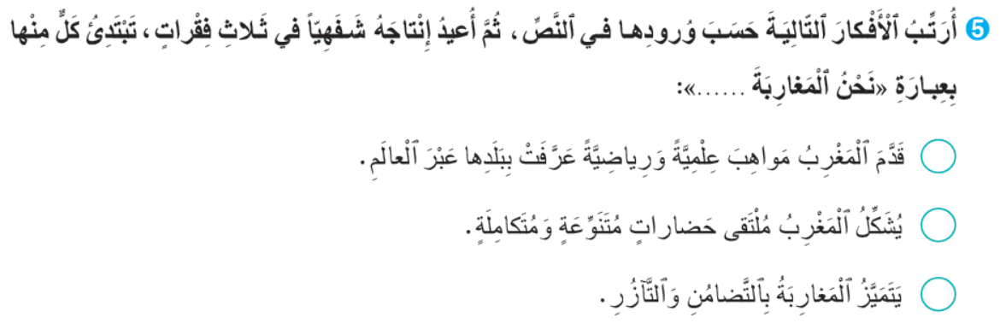 5 أُرَتِّبُ ٱلْأَفْكارَ ٱلتّالِيَةَ حَسَبَ وُرودِها في ٱلنَّصِّ، ثُمَّ أُعيدُ إِنْتاجَهُ شَفَهِيّاً في ثَلاثِ فِقْراتٍ، تَبْتَدِئُ كَلٌّ مِنْها
بِعِبارَةِ «نَحْنُ ٱلْمَغارِبَةَ ......»:
قَدَّمَ ٱلْمَغْرِبُ مَواهِبَ عِلْمِيَّةً وَرِياضِيَّةً عَرَّفَتْ بِبَلَدِها عَبْرَ ٱلْعالَمِ.
يُشَكِّلُ ٱلْمَغْرِبُ مُلْتَقى حَضاراتٍ مُتَنَوِّعَةٍ وَمُتَكامِلَةٍ.
يَتَمَيَّزُ ٱلْمَغارِبَةُ بِٱلتَّضامُنِ وَٱلتَّآزُرِ.